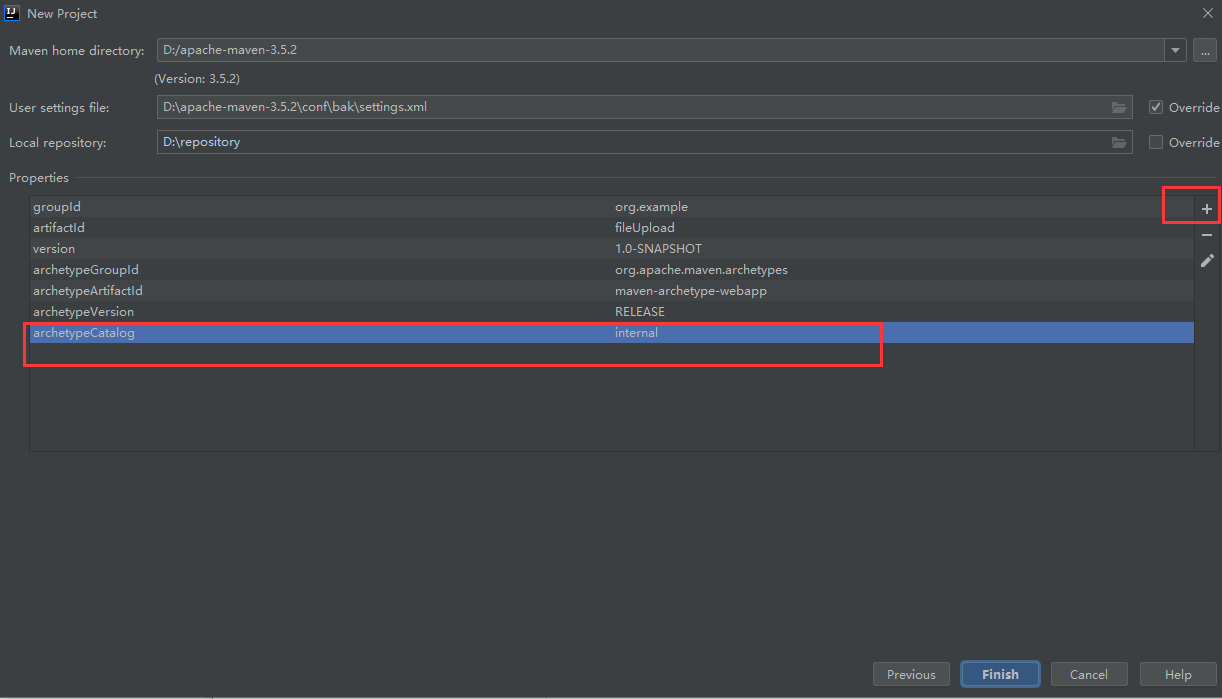 IJ New Project
Maven home directory: D:/apache-maven-3.5.2 ...
(Version: 3.5.2)
User settings file: D:\apache-maven-3.5.2\conf\bak\settings.xml Override
Local repository: D:\repository Override
Properties
groupId org.example
artifactId fileUpload
version 1.0-SNAPSHOT
archetypeGroupId org.apache.maven.archetypes
archetypeArtifactId maven-archetype-webapp
archetypeVersion RELEASE
archetypeCatalog internal
Previous Finish Cancel Help